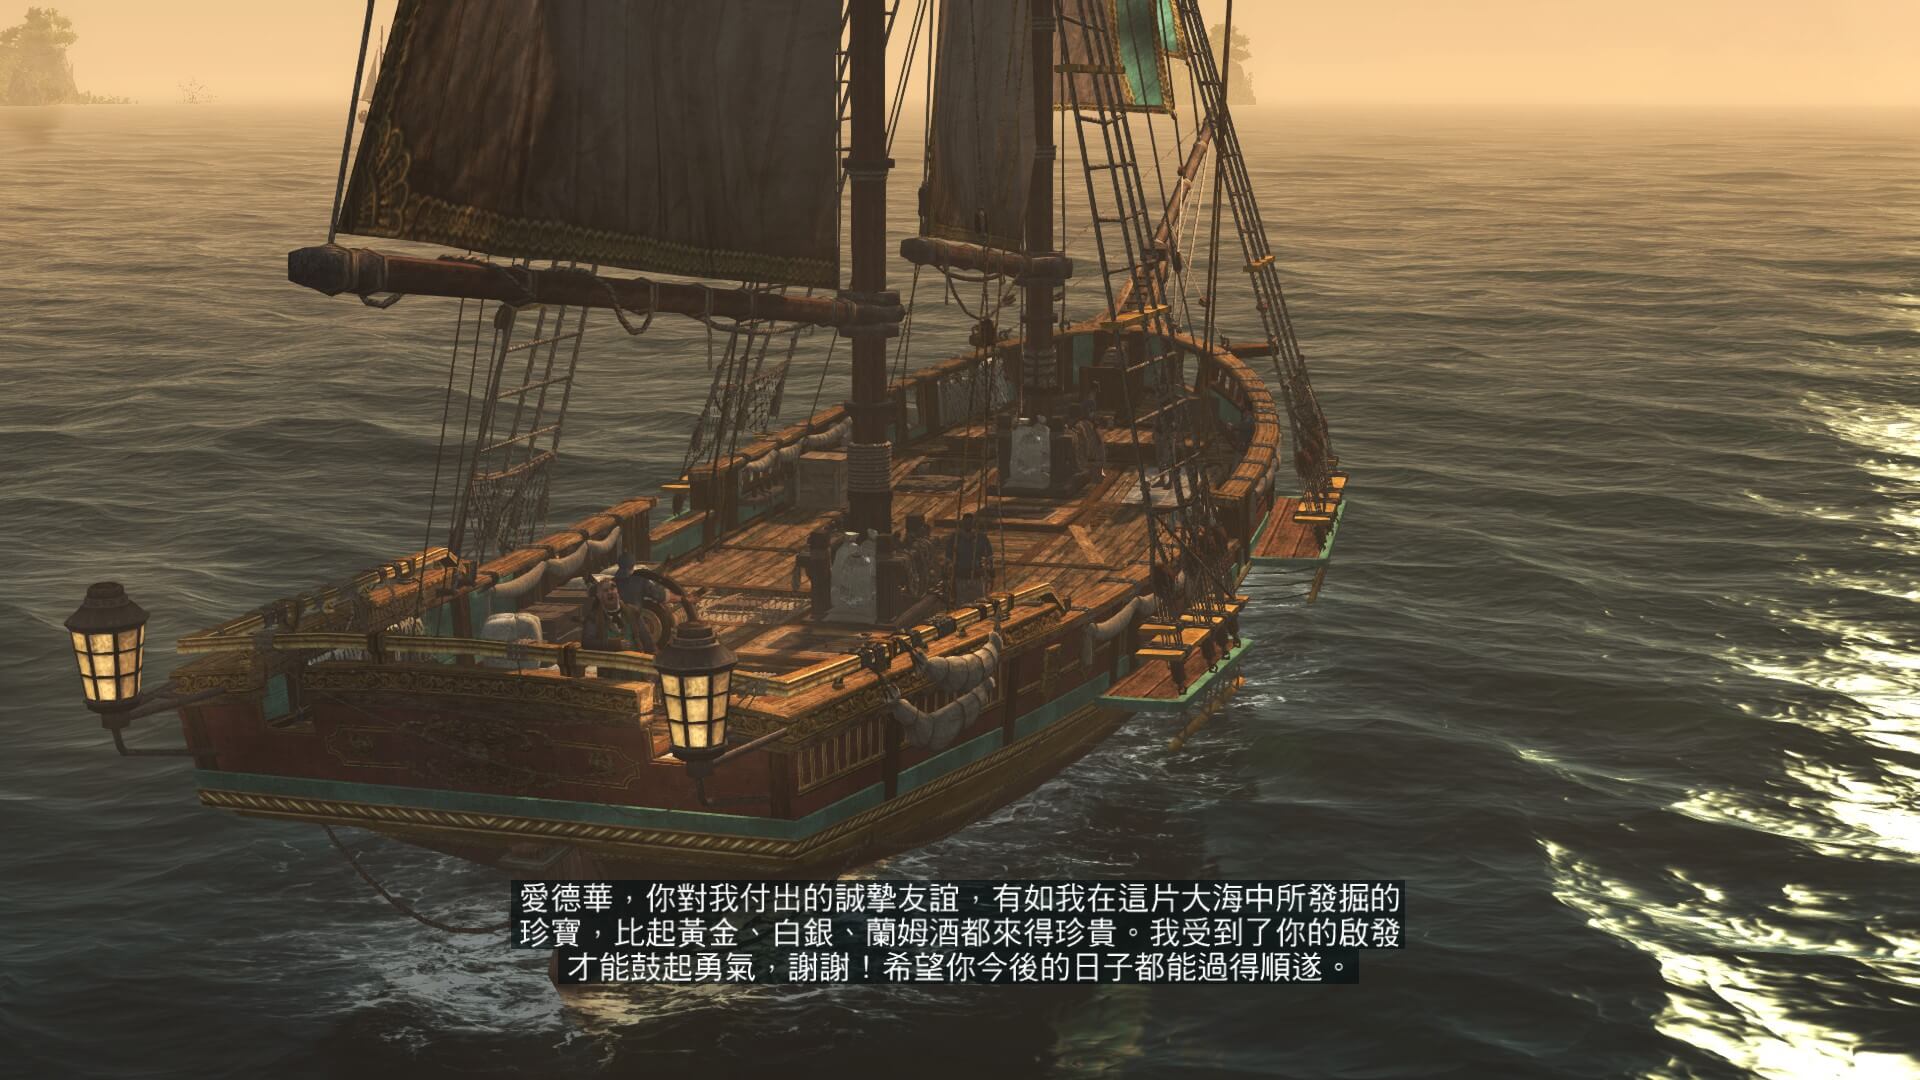 愛德華，你對我付出的誠摯友誼，有如我在這片大海中所發掘的
珍寶，比起黃金、白銀、蘭姆酒都來得珍貴。我受到了你的啟發
才能鼓起勇氣，謝謝！希望你今後的日子都能過得順遂。